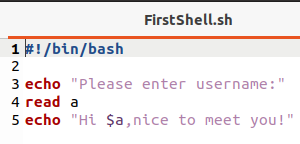 FirstShell.sh
1 #!/bin/bash
2
3 echo "Please enter username:"
4 read a
5 echo "Hi $a,nice to meet you!"